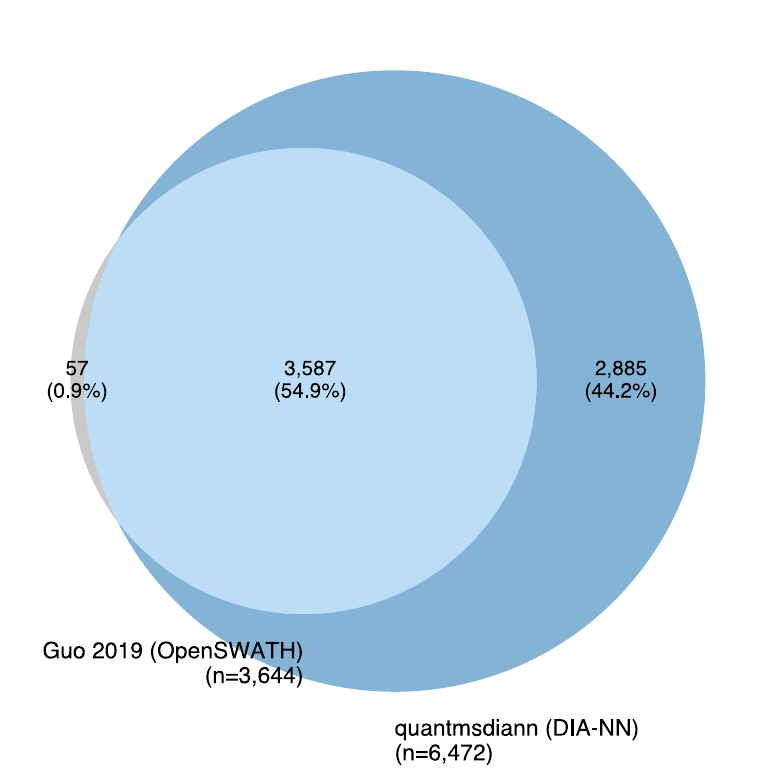 57
(0.9%)
3,587
(54.9%)
2,885
(44.2%)
Guo 2019 (OpenSWATH)
(n=3,644)
quantmsdiann (DIA-NN)
(n=6,472)